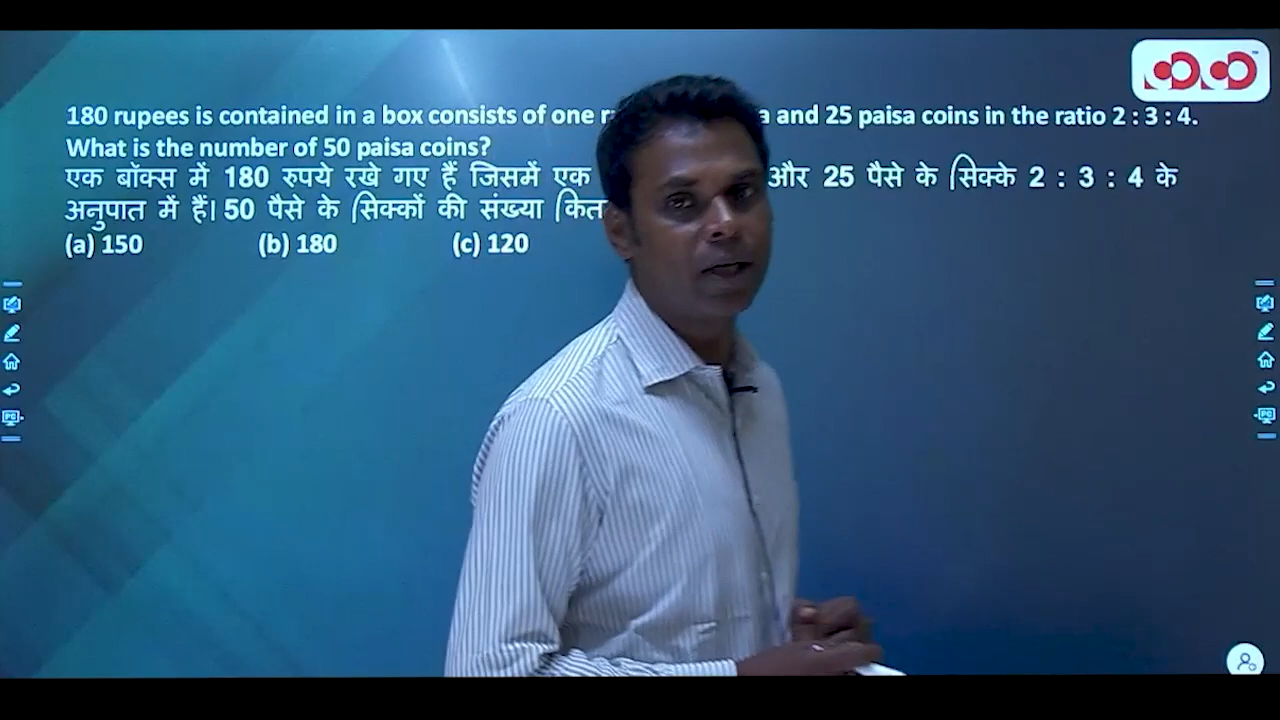 180 rupees is contained in a box consists of one a and 25 paisa coins in the ratio 2 : 3 : 4.
What is the number of 50 paisa coins?
एक बॉक्स में 180 रुपये रखे गए हैं जिसमें एक और 25 पैसे के सिक्के 2 : 3 : 4 के
अनुपात में हैं। 50 पैसे के सिक्कों की संख्या
(a) 150 (b) 180 (c) 120